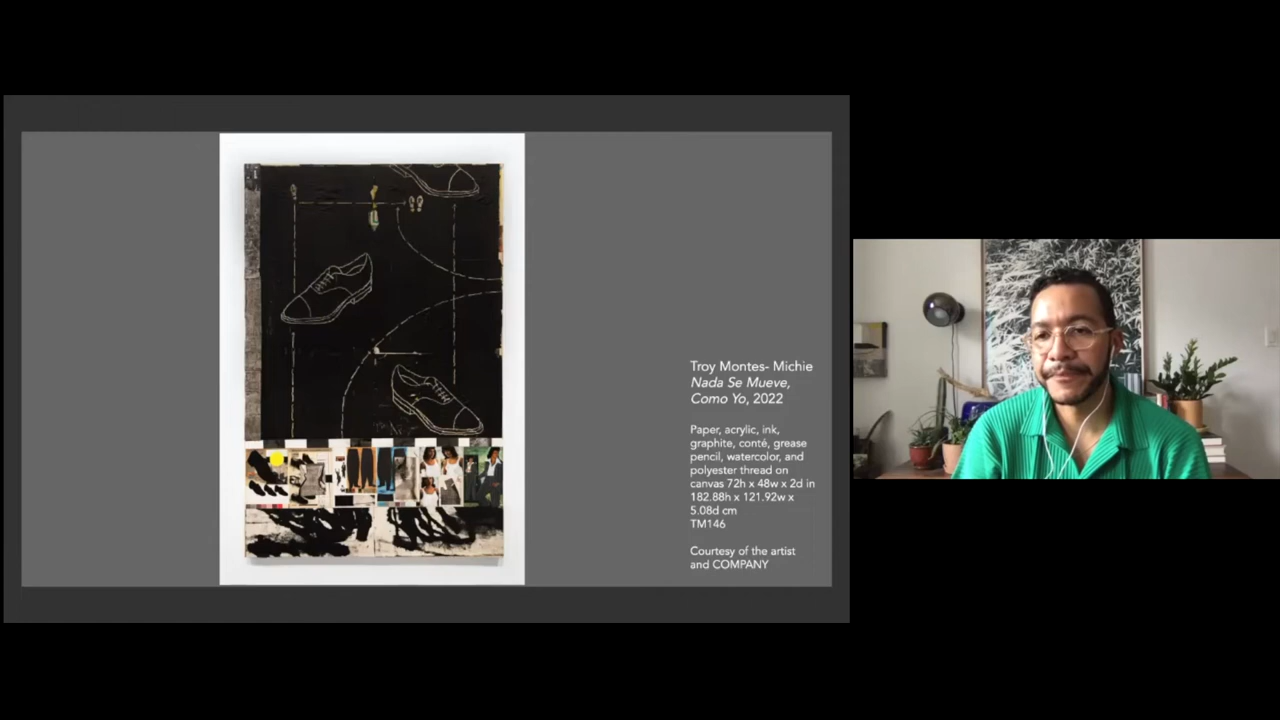 Troy Montes- Michie
Nada Se Mueve,
Como Yo, 2022
Paper, acrylic, ink,
graphite, conté, grease
pencil, watercolor, and
polyester thread on
canvas 72h x 48w x 2d in
182.88h x 121.92w x
5.08d cm
TM146
Courtesy of the artist
and COMPANY